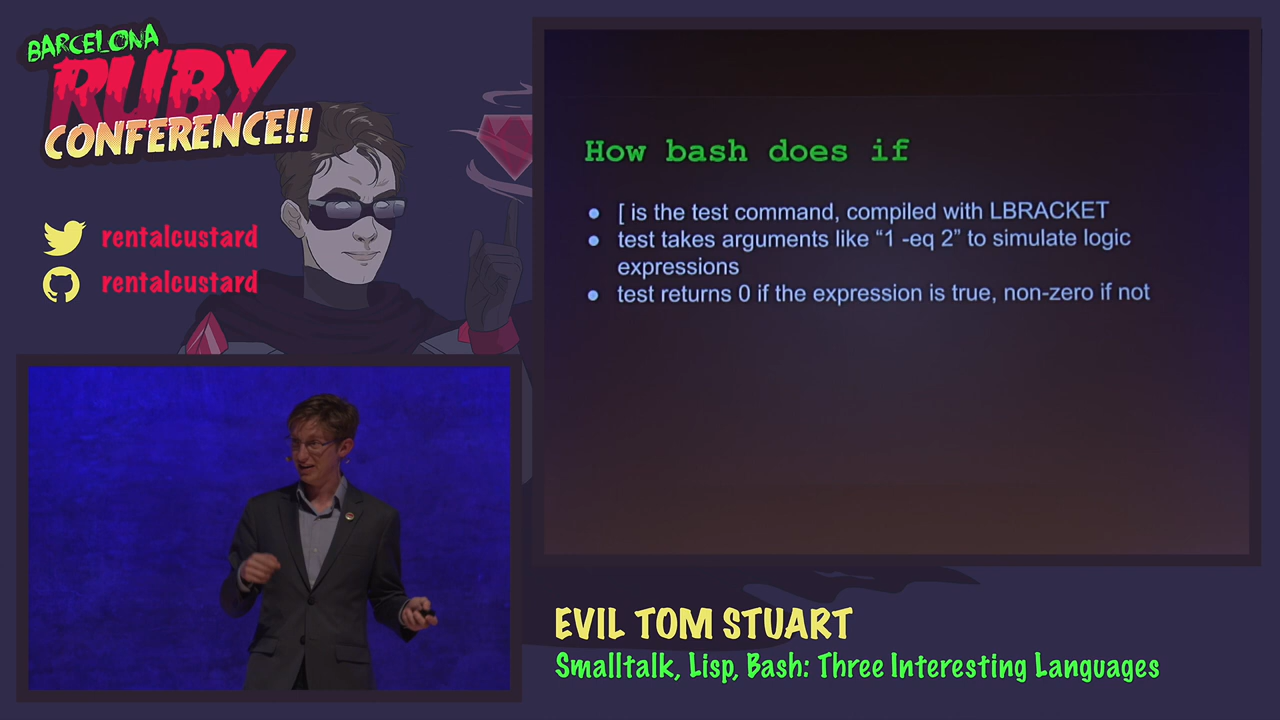 BARCELONA
RUBY
CONFERENCE!!
rentalcustard
rentalcustard
How bash does if
● [ is the test command, compiled with LBRACKET
● test takes arguments like “1 -eq 2” to simulate logic
expressions
● test returns 0 if the expression is true, non-zero if not
EVIL TOM STUART
Smalltalk, Lisp, Bash: Three Interesting Languages